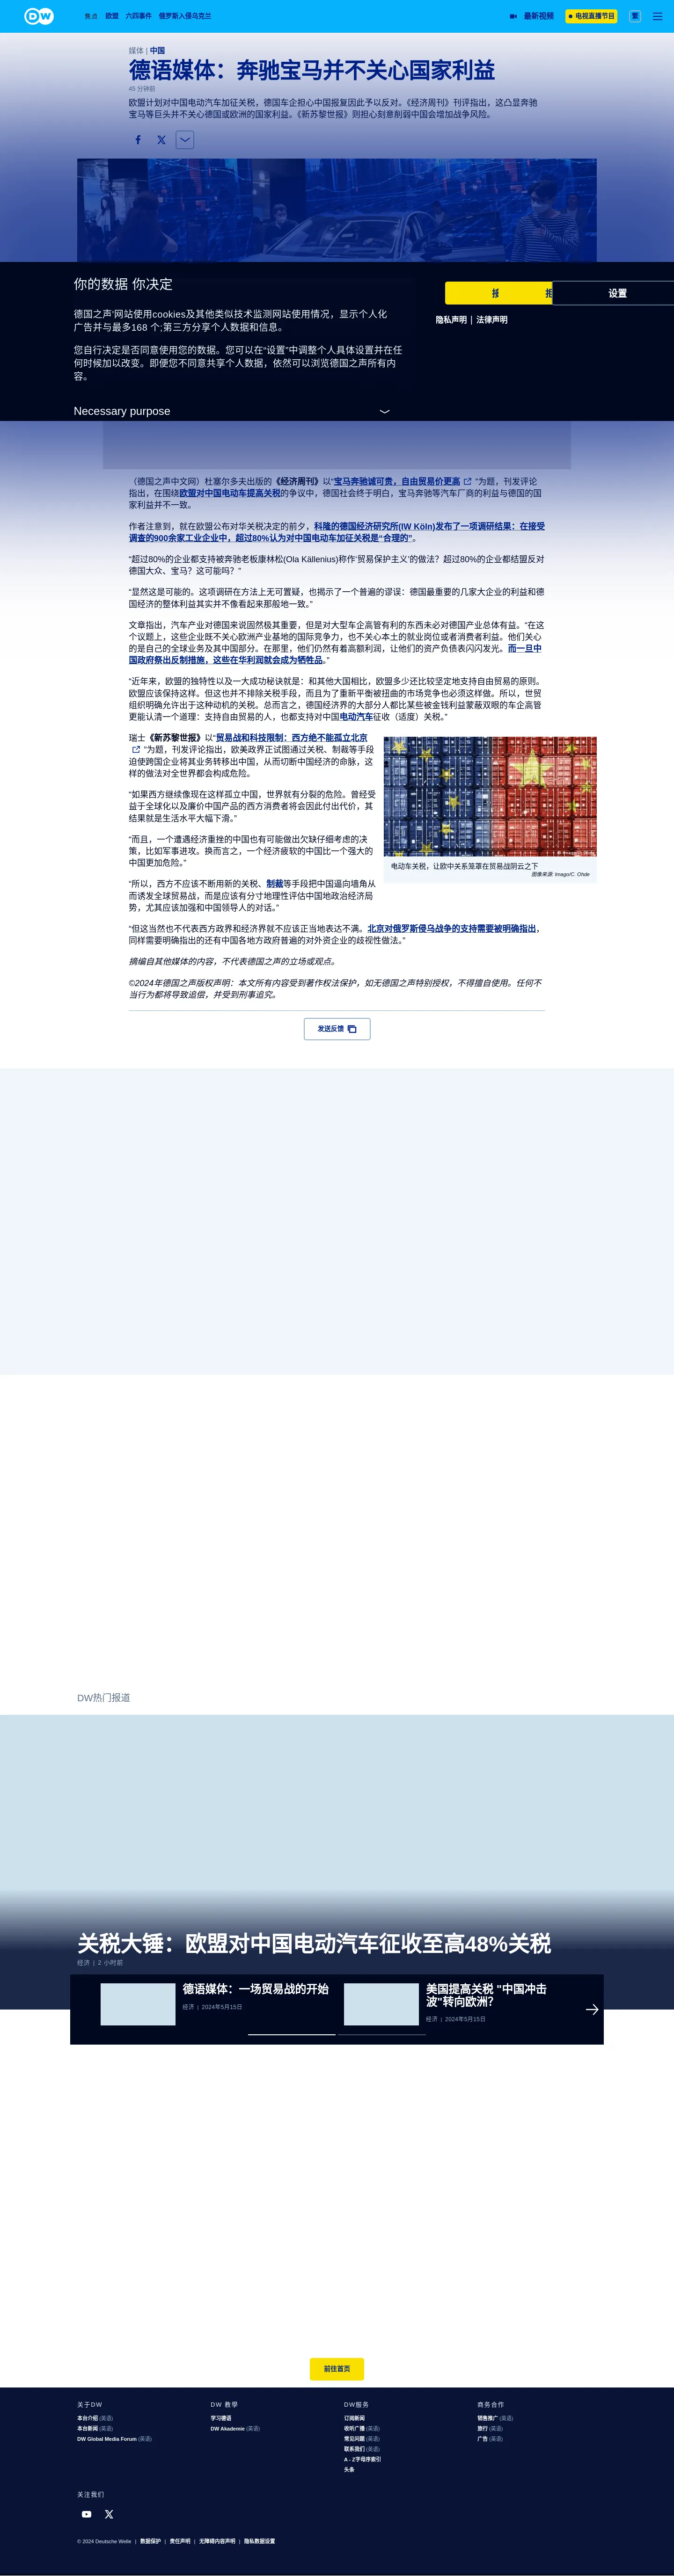 DW
焦点 欧盟 六四事件 俄罗斯入侵乌克兰
最新视频 电视直播节目 繁
媒体 | 中国
德语媒体：奔驰宝马并不关心国家利益
45 分钟前
欧盟计划对中国电动汽车加征关税，德国车企担心中国报复因此予以反对。《经济周刊》刊评指出，这凸显奔驰
宝马等巨头并不关心德国或欧洲的国家利益。《新苏黎世报》则担心刻意削弱中国会增加战争风险。
你的数据 你决定
德国之声'网站使用cookies及其他类似技术监测网站使用情况，显示个人化
广告并与最多168 个;第三方分享个人数据和信息。
您自行决定是否同意使用您的数据。您可以在"设置"中调整个人具体设置并在任
何时候加以改变。即便您不同意共享个人数据，依然可以浏览德国之声所有内
容。
Necessary purpose
设置
隐私声明 | 法律声明
（德国之声中文网）杜塞尔多夫出版的《经济周刊》以"宝马奔驰诚可贵，自由贸易价更高 "为题，刊发评论
指出，在围绕欧盟对中国电动车提高关税的争议中，德国社会终于明白，宝马奔驰等汽车厂商的利益与德国的国
家利益并不一致。
作者注意到，就在欧盟公布对华关税决定的前夕，科隆的德国经济研究所(IW Köln)发布了一项调研结果：在接受
调查的900余家工业企业中，超过80%认为对中国电动车加征关税是"合理的"。
"超过80%的企业都支持被奔驰老板康林松(Ola Källenius)称作'贸易保护主义'的做法？超过80%的企业都结盟反对
德国大众、宝马？这可能吗？"
"显然这是可能的。这项调研在方法上无可置疑，也揭示了一个普遍的谬误：德国最重要的几家大企业的利益和德
国经济的整体利益其实并不像看起来那般地一致。"
文章指出，汽车产业对德国来说固然极其重要，但是对大型车企高管有利的东西未必对德国产业总体有益。"在这
个议题上，这些企业既不关心欧洲产业基地的国际竞争力，也不关心本土的就业岗位或者消费者利益。他们关心
的是自己的全球业务及其中国部分。在那里，他们仍然有着高额利润，让他们的资产负债表闪闪发光。而一旦中
国政府祭出反制措施，这些在华利润就会成为牺牲品。"
"近年来，欧盟的独特性以及一大成功秘诀就是：和其他大国相比，欧盟多少还比较坚定地支持自由贸易的原则。
欧盟应该保持这样。但这也并不排除关税手段，而且为了重新平衡被扭曲的市场竞争也必须这样做。所以，世贸
组织明确允许出于这种动机的关税。总而言之，德国经济界的大部分人都比某些被金钱利益蒙蔽双眼的车企高管
更能认清一个道理：支持自由贸易的人，也都支持对中国电动汽车征收（适度）关税。"
瑞士《新苏黎世报》以"贸易战和科技限制：西方绝不能孤立北京
"为题，刊发评论指出，欧美政界正试图通过关税、制裁等手段
迫使跨国企业将其业务转移出中国，从而切断中国经济的命脉，这
样的做法对全世界都会构成危险。
"如果西方继续像现在这样孤立中国，世界就有分裂的危险。曾经受
益于全球化以及廉价中国产品的西方消费者将会因此付出代价，其
结果就是生活水平大幅下滑。"
"而且，一个遭遇经济重挫的中国也有可能做出欠缺仔细考虑的决
策，比如军事进攻。换而言之，一个经济疲软的中国比一个强大的
中国更加危险。"
"所以，西方不应该不断用新的关税、制裁等手段把中国逼向墙角从
而诱发全球贸易战，而是应该有分寸地理性评估中国地缘政治经济局
势，尤其应该加强和中国领导人的对话。"
电动车关税，让欧中关系笼罩在贸易战阴云之下
图像来源: Imago/C. Ohde
"但这当然也不代表西方政界和经济界就不应该正当地表达不满。北京对俄罗斯侵乌战争的支持需要被明确指出，
同样需要明确指出的还有中国各地方政府普遍的对外资企业的歧视性做法。"
摘编自其他媒体的内容，不代表德国之声的立场或观点。
©2024年德国之声版权声明：本文所有内容受到著作权法保护，如无德国之声特别授权，不得擅自使用。任何不
当行为都将导致追偿，并受到刑事追究。
发送反馈
DW热门报道
关税大锤：欧盟对中国电动汽车征收至高48%关税
经济 | 2 小时前
德语媒体：一场贸易战的开始
经济 | 2024年5月15日
美国提高关税 "中国冲击
波"转向欧洲？
经济 | 2024年5月15日
前往首页
关于DW
本台介绍 (英语)
本台新闻 (英语)
DW Global Media Forum (英语)
DW 教學
学习德语
DW Akademie (英语)
DW服务
订阅新闻
收听广播 (英语)
常见问题 (英语)
联系我们 (英语)
A - Z字母序索引
头条
商务合作
销售推广 (英语)
旅行 (英语)
广告 (英语)
关注我们
© 2024 Deutsche Welle | 数据保护 | 责任声明 | 无障碍内容声明 | 隐私数据设置